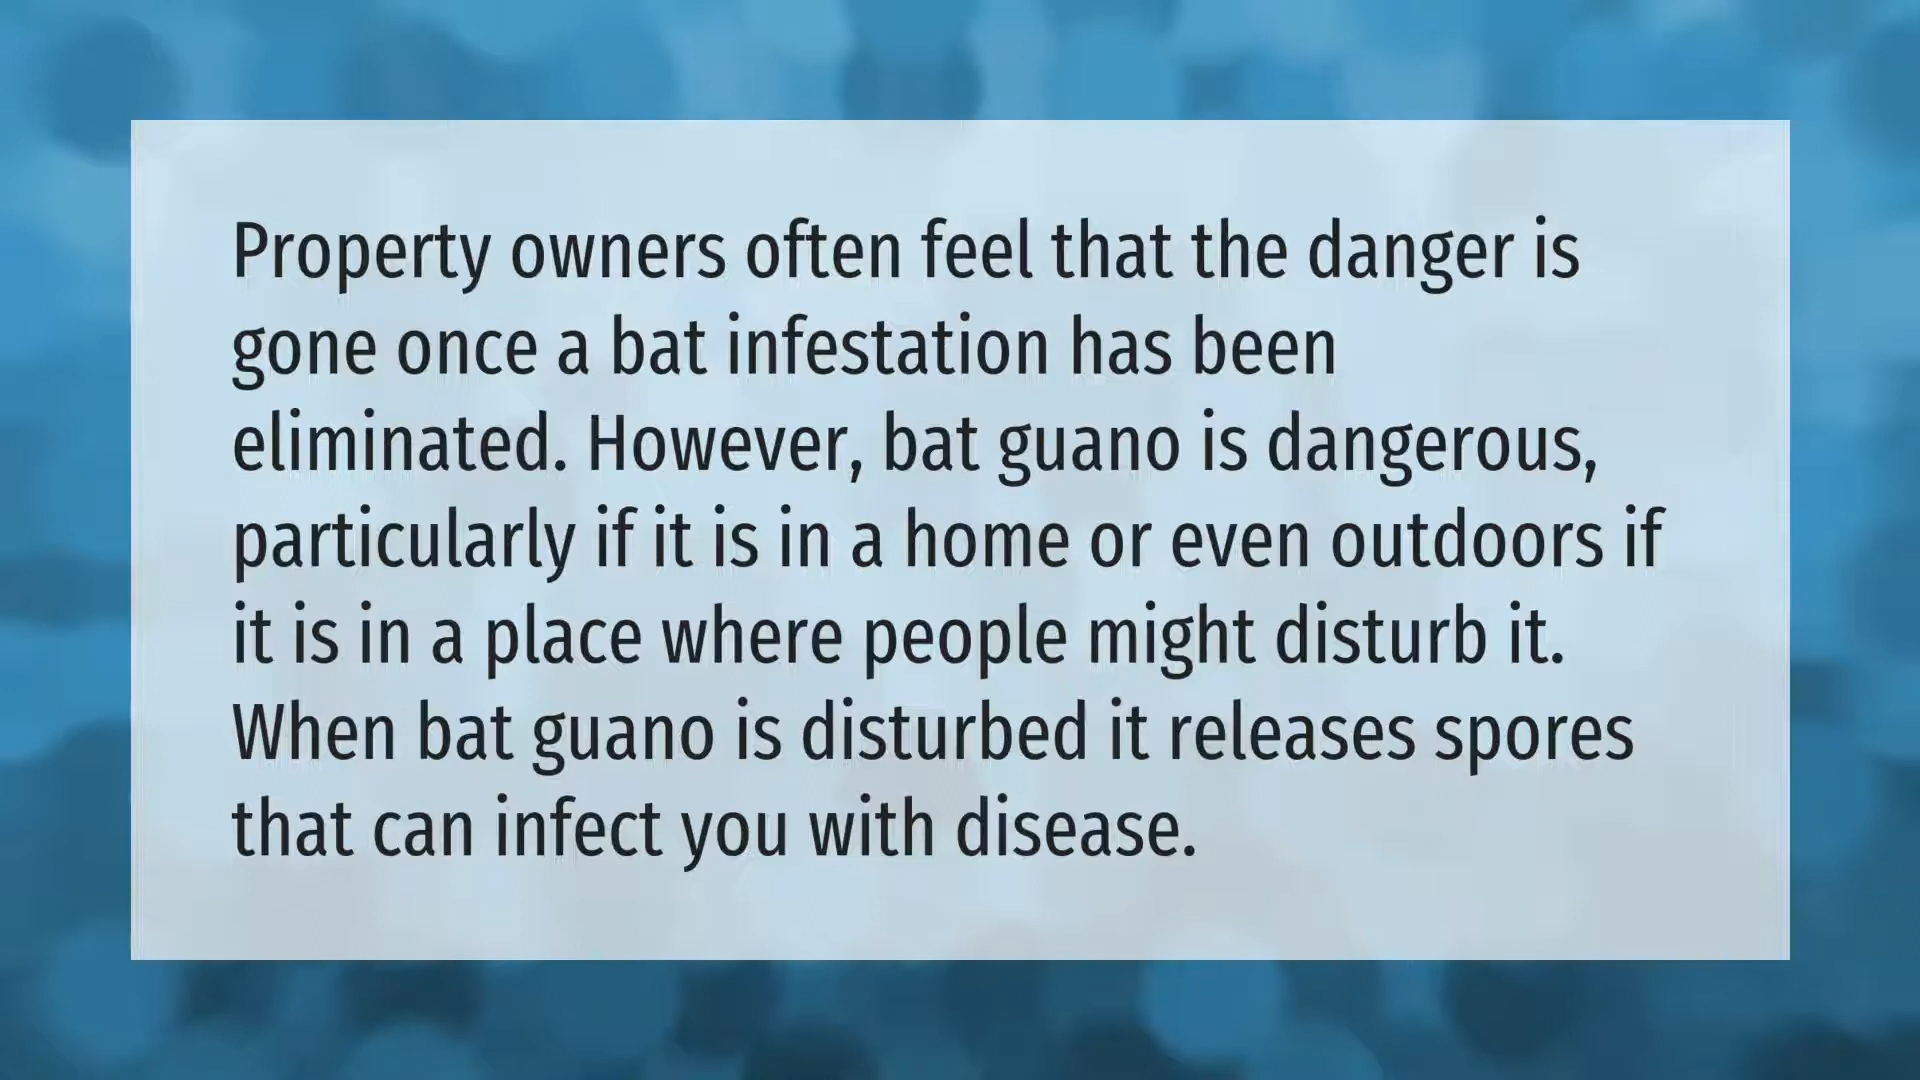 Property owners often feel that the danger is
gone once a bat infestation has been
eliminated. However, bat guano is dangerous,
particularly if it is in a home or even outdoors if
it is in a place where people might disturb it.
When bat guano is disturbed it releases spores
that can infect you with disease.